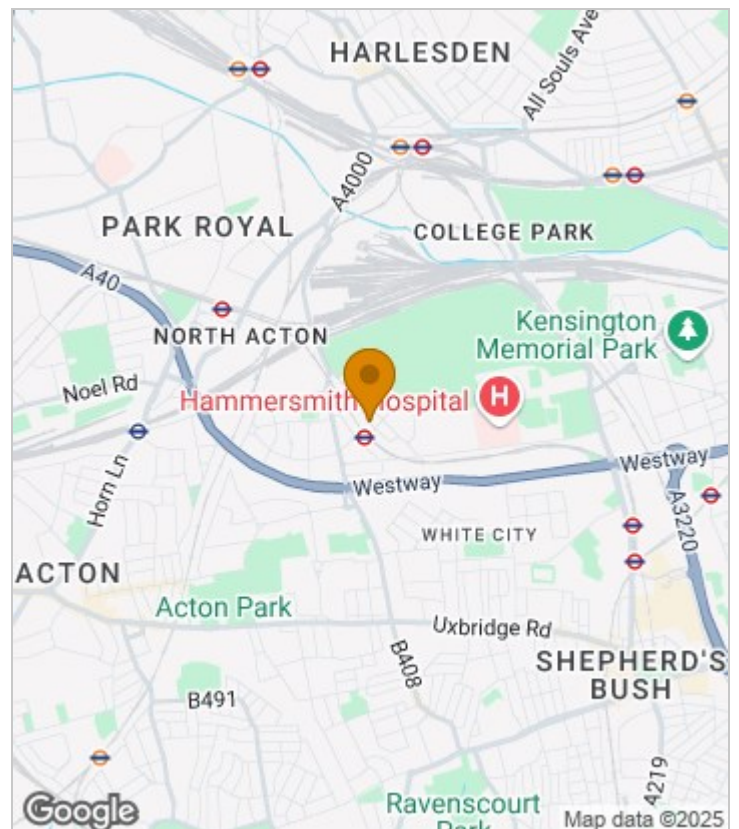 HARLESDEN
All Souls Ave
A4000
PARK ROYAL
COLLEGE PARK
A40
Kensington
Memorial Park
NORTH ACTON
Noel Rd
Hammersmith Hospital
H
Horn Ln
Westway
Westway
A3220
WHITE CITY
ACTON
Acton Park
Uxbridge Rd
SHEPHERD'S
BUSH
B408
B491
A219
Ravenscourt
Park
Google
Map data ©2025